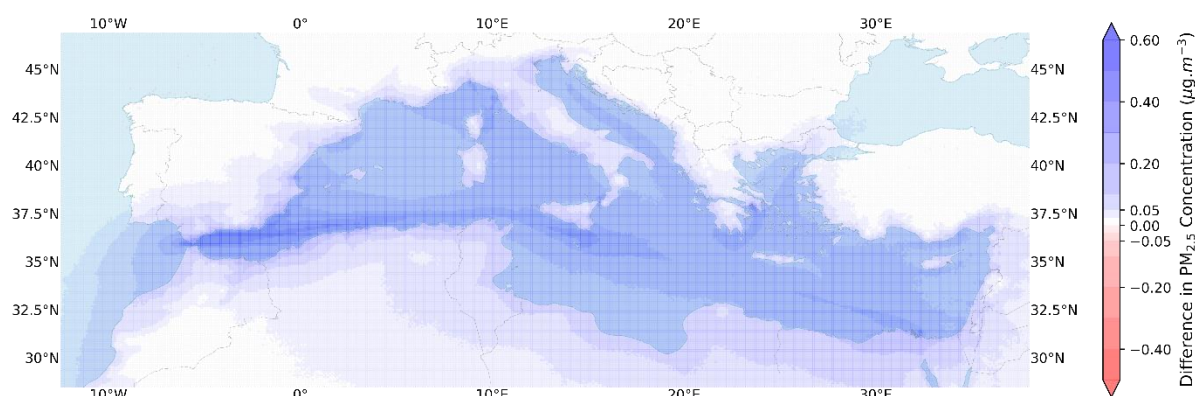 10°W 0° 10°E 20°E 30°E
45°N 45°N
42.5°N 42.5°N
40°N 40°N
37.5°N 37.5°N
35°N 35°N
32.5°N 32.5°N
30°N 30°N
10°W 0° 10°E 20°E 30°E
0.60
0.40
0.20
0.05
0.00
−0.05
−0.20
−0.40
Difference in PM2.5 Concentration (μg.m−3)